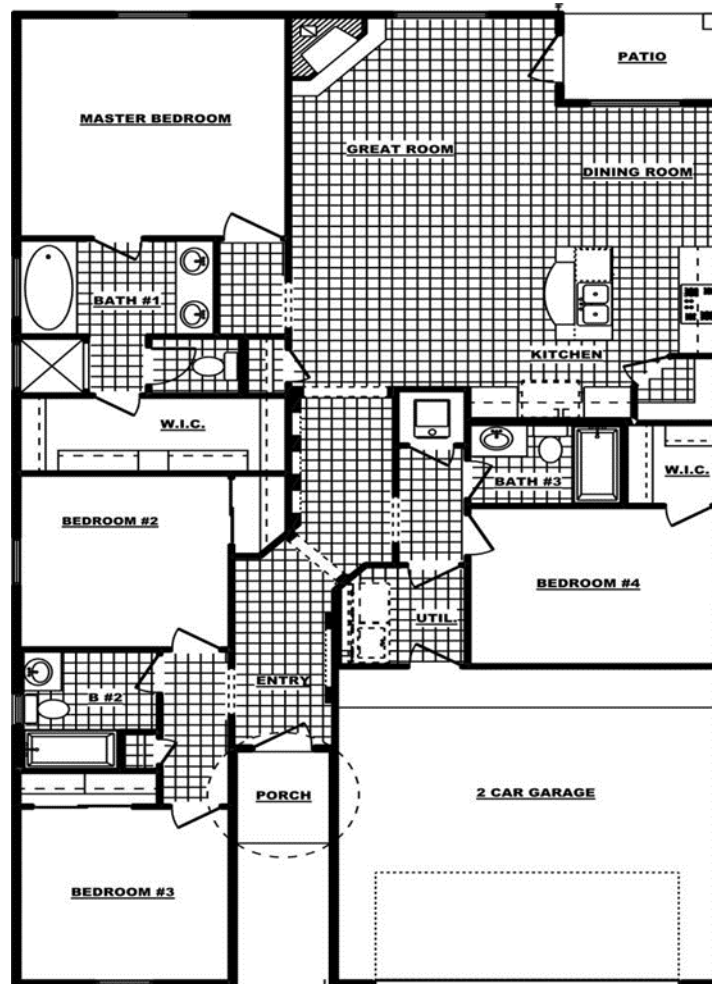 PATIO
MASTER BEDROOM
GREAT ROOM
DINING ROOM
BATH #1
KITCHEN
W.I.C.
W.I.C.
BATH #3
BEDROOM #2
BEDROOM #4
UTIL.
ENTRY
B #2
PORCH
2 CAR GARAGE
BEDROOM #3